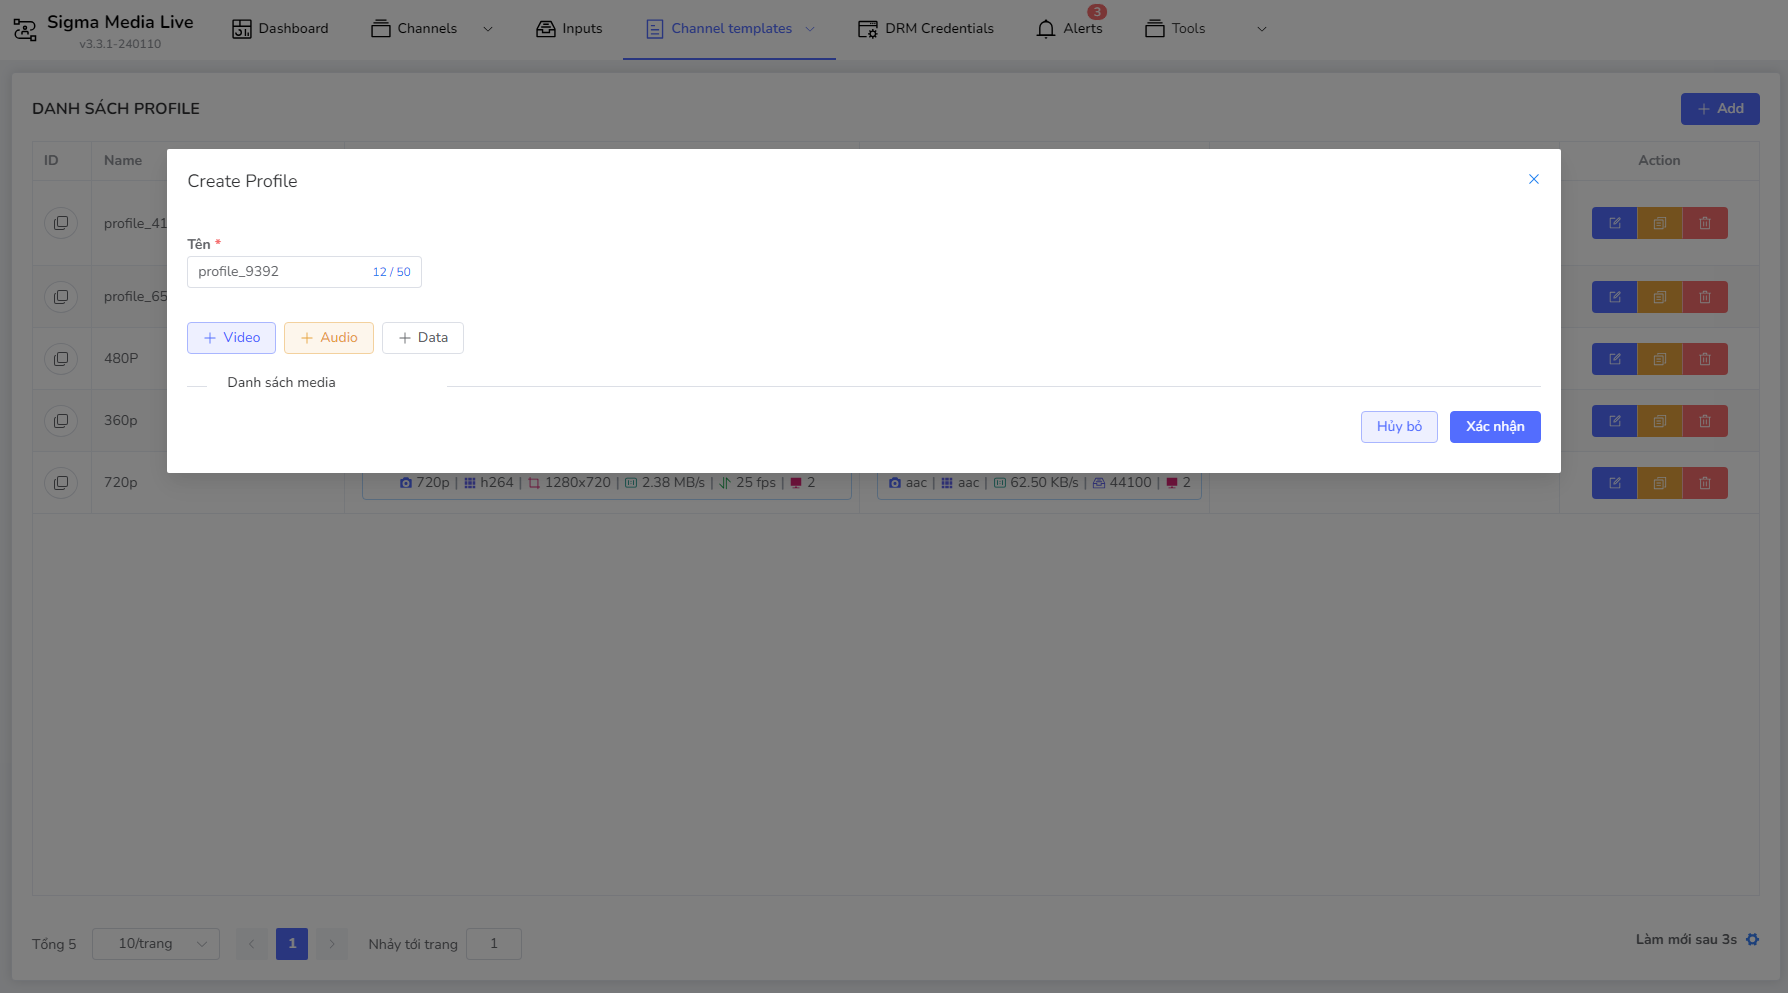 Sigma Media Live
v3.3.1-240110
Dashboard
Channels
Inputs
Channel templates
DRM Credentials
Alerts
3
Tools
DANH SÁCH PROFILE
Add
ID
Name
Action
profile_41
profile_65
480P
360p
720p
720p | h264 | 1280x720 | 2.38 MB/s | 25 fps | 2
aac | aac | 62.50 KB/s | 44100 | 2
Create Profile
Tên *
profile_9392
12 / 50
Video
Audio
Data
Danh sách media
Hủy bỏ
Xác nhận
Tổng 5
10/trang
1
Nhảy tới trang
1
Làm mới sau 3s